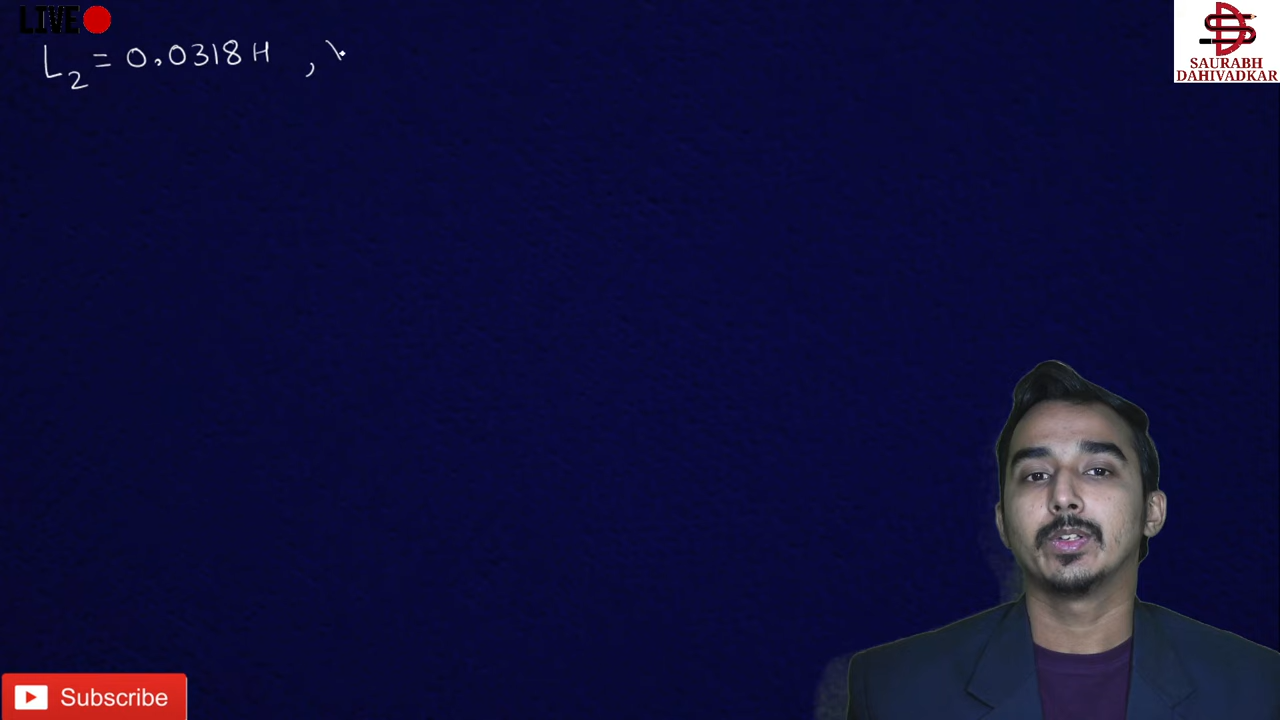 LIVE
L2 = 0.0318 H ,
SAURABH
DAHIVADKAR
Subscribe